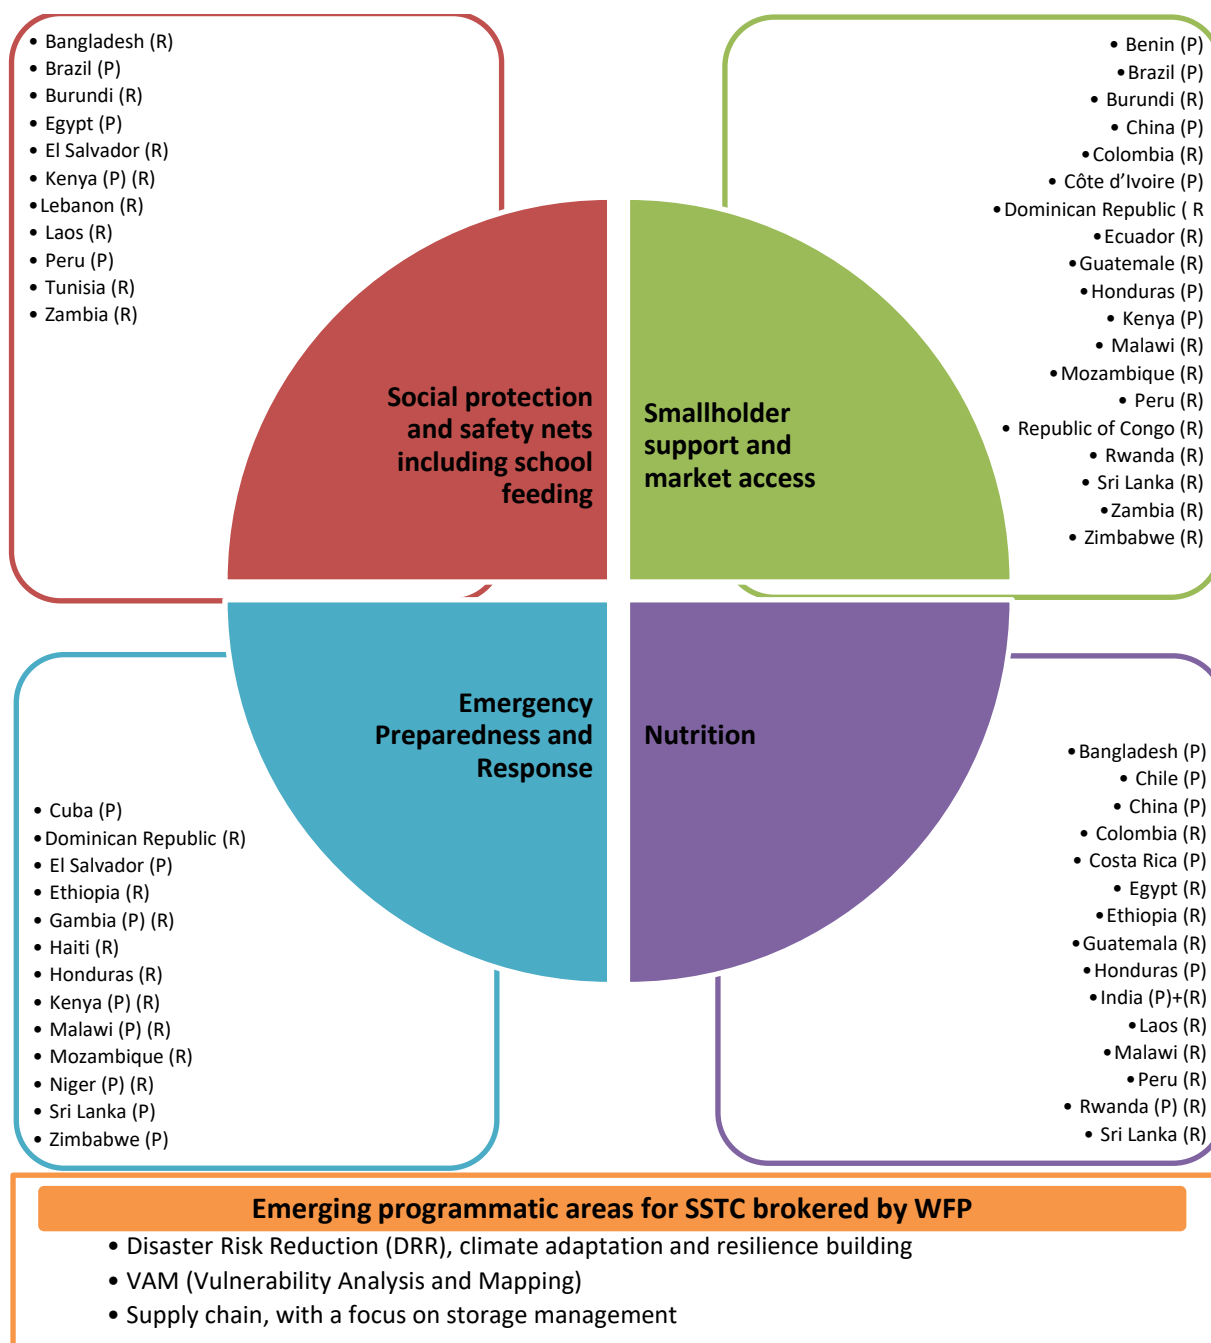 • Bangladesh (R)
• Brazil (P)
• Burundi (R)
• Egypt (P)
• El Salvador (R)
• Kenya (P) (R)
•Lebanon (R)
• Laos (R)
• Peru (P)
• Tunisia (R)
• Zambia (R)
• Benin (P)
•Brazil (P)
• Burundi (R)
• China (P)
•Colombia (R)
• Côte d’Ivoire (P)
•Dominican Republic ( R
•Ecuador (R)
•Guatemale (R)
•Honduras (P)
• Kenya (P)
• Malawi (R)
•Mozambique (R)
• Peru (R)
• Republic of Congo (R)
• Rwanda (R)
• Sri Lanka (R)
•Zambia (R)
• Zimbabwe (R)
Social protection
and safety nets
including school
feeding
Smallholder
support and
market access
Emergency
Preparedness and
Response
Nutrition
• Cuba (P)
•Dominican Republic (R)
• El Salvador (P)
• Ethiopia (R)
• Gambia (P) (R)
• Haiti (R)
• Honduras (R)
• Kenya (P) (R)
• Malawi (P) (R)
• Mozambique (R)
• Niger (P) (R)
• Sri Lanka (P)
• Zimbabwe (P)
•Bangladesh (P)
• Chile (P)
• China (P)
• Colombia (R)
• Costa Rica (P)
• Egypt (R)
•Ethiopia (R)
•Guatemala (R)
•Honduras (P)
•India (P)+(R)
•Laos (R)
•Malawi (R)
•Peru (R)
• Rwanda (P) (R)
• Sri Lanka (R)
Emerging programmatic areas for SSTC brokered by WFP
• Disaster Risk Reduction (DRR), climate adaptation and resilience building
• VAM (Vulnerability Analysis and Mapping)
• Supply chain, with a focus on storage management